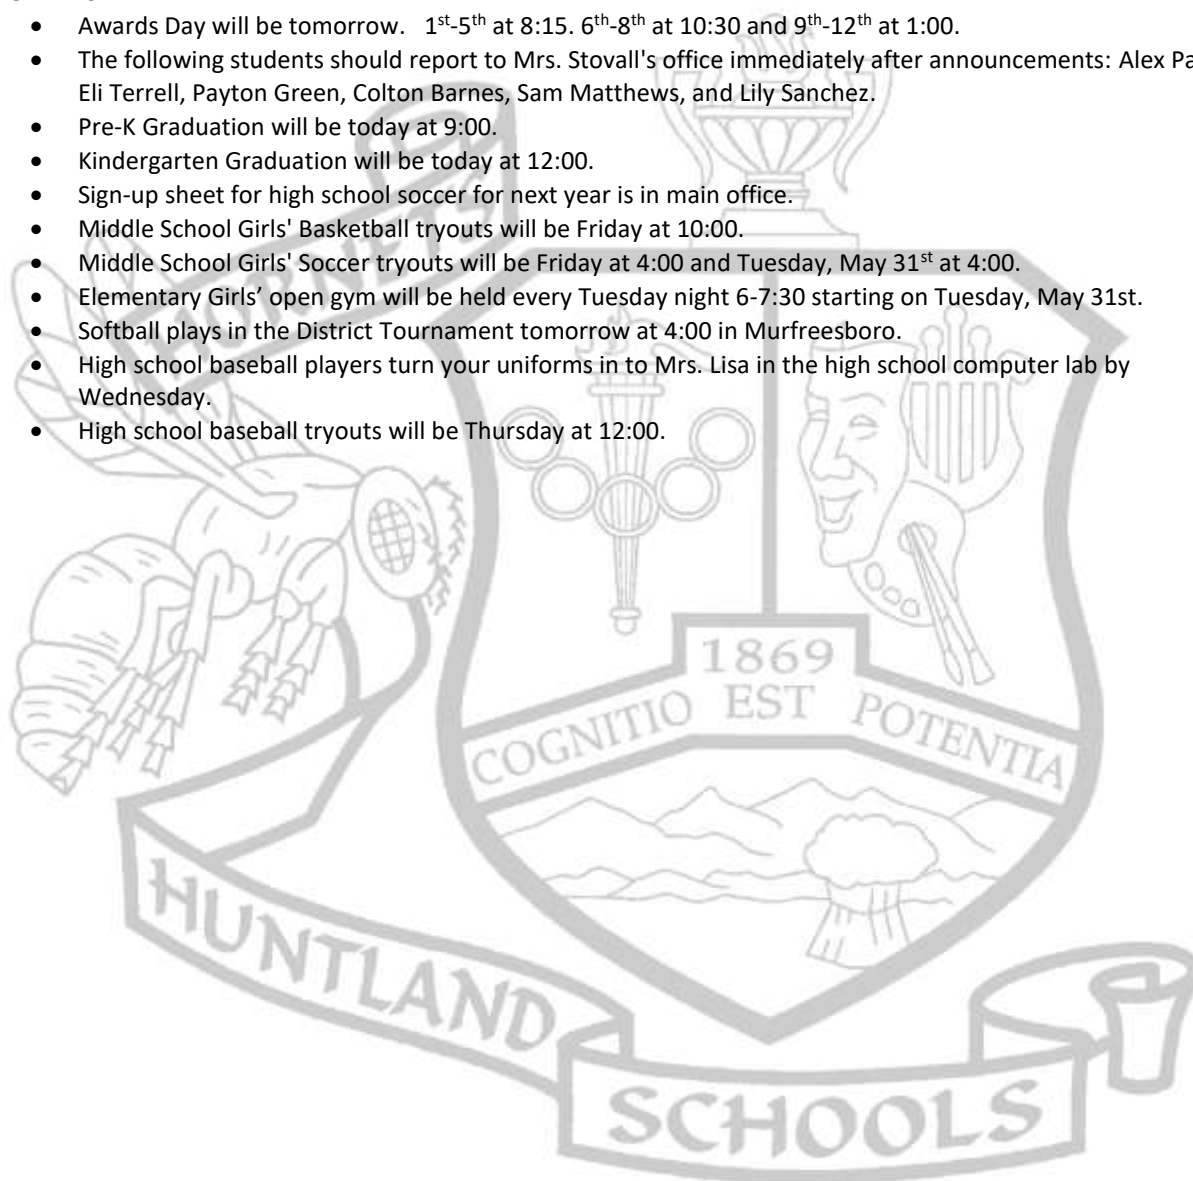 • Awards Day will be tomorrow. 1st-5th at 8:15. 6th-8th at 10:30 and 9th-12th at 1:00.
• The following students should report to Mrs. Stovall's office immediately after announcements: Alex
Eli Terrell, Payton Green, Colton Barnes, Sam Matthews, and Lily Sanchez.
• Pre-K Graduation will be today at 9:00.
• Kindergarten Graduation will be today at 12:00.
• Sign-up sheet for high school soccer for next year is in main office.
• Middle School Girls' Basketball tryouts will be Friday at 10:00.
• Middle School Girls' Soccer tryouts will be Friday at 4:00 and Tuesday, May 31st at 4:00.
• Elementary Girls’ open gym will be held every Tuesday night 6-7:30 starting on Tuesday, May 31st.
• Softball plays in the District Tournament tomorrow at 4:00 in Murfreesboro.
• High school baseball players turn your uniforms in to Mrs. Lisa in the high school computer lab by
Wednesday.
• High school baseball tryouts will be Thursday at 12:00.
HORNETS
1869
COGNITIO EST POTENTIA
HUNTLAND
SCHOOLS